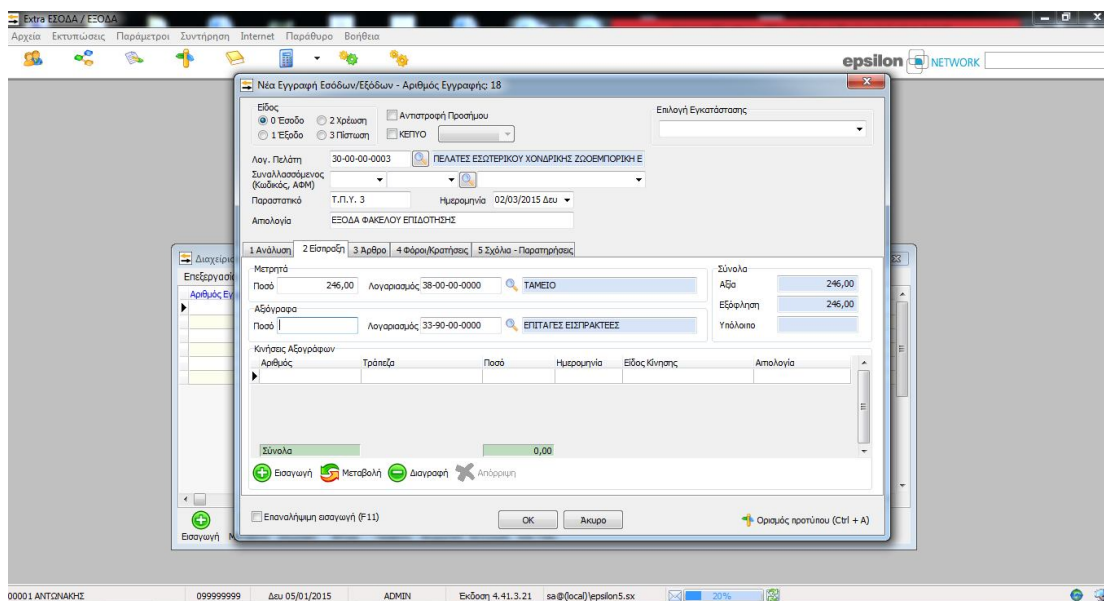 Extra ΕΣΟΔΑ / ΕΞΟΔΑ
Αρχεία Εκτυπώσεις Παράμετροι Συντήρηση Internet Παράθυρο Βοήθεια
epsilon NETWORK
Νέα Εγγραφή Εσόδων/Εξόδων - Αριθμός Εγγραφής: 18
Είδος
0 Έσοδο 2 Χρέωση
1 Έξοδο 3 Πίστωση
Αντιστροφή Προσήμου
ΚΕΠΥΟ
Επιλογή Εγκατάστασης
Λογ. Πελάτη 30-00-00-0003 ΠΕΛΑΤΕΣ ΕΣΩΤΕΡΙΚΟΥ ΧΟΝΔΡΙΚΗΣ ΖΩΟΕΜΠΟΡΙΚΗ Ε
Συναλλασσόμενος
(Κωδικός, ΑΦΜ)
Παραστατικό Τ.Π.Υ. 3 Ημερομηνία 02/03/2015 Δευ
Αιτιολογία ΕΞΟΔΑ ΦΑΚΕΛΟΥ ΕΠΙΔΟΤΗΣΗΣ
1 Ανάλυση 2 Είσπραξη 3 Άρθρο 4 Φόροι/Κρατήσεις 5 Σχόλια - Παρατηρήσεις
Μετρητά
Ποσό 246,00 Λογαριασμός 38-00-00-0000 ΤΑΜΕΙΟ
Αξιόγραφα
Ποσό Λογαριασμός 33-90-00-0000 ΕΠΙΤΑΓΕΣ ΕΙΣΠΡΑΚΤΕΕΣ
Σύνολα
Αξία 246,00
Εξόφληση 246,00
Υπόλοιπο
Κινήσεις Αξιογράφων
Αριθμός Τράπεζα Ποσό Ημερομηνία Είδος Κίνησης Αιτιολογία
Σύνολα 0,00
Εισαγωγή Μεταβολή Διαγραφή Απόρριψη
Επαναλήψιμη εισαγωγή (F11) OK Άκυρο Ορισμός προτύπου (Ctrl + A)
Διαχείρισ
Επεξεργασί
Αριθμός Εγ
Εισαγωγή
00001 ΑΝΤΩΝΑΚΗΣ 099999999 Δευ 05/01/2015 ADMIN Έκδοση 4.41.3.21 sa@(local)\epsilon5.sx 20%